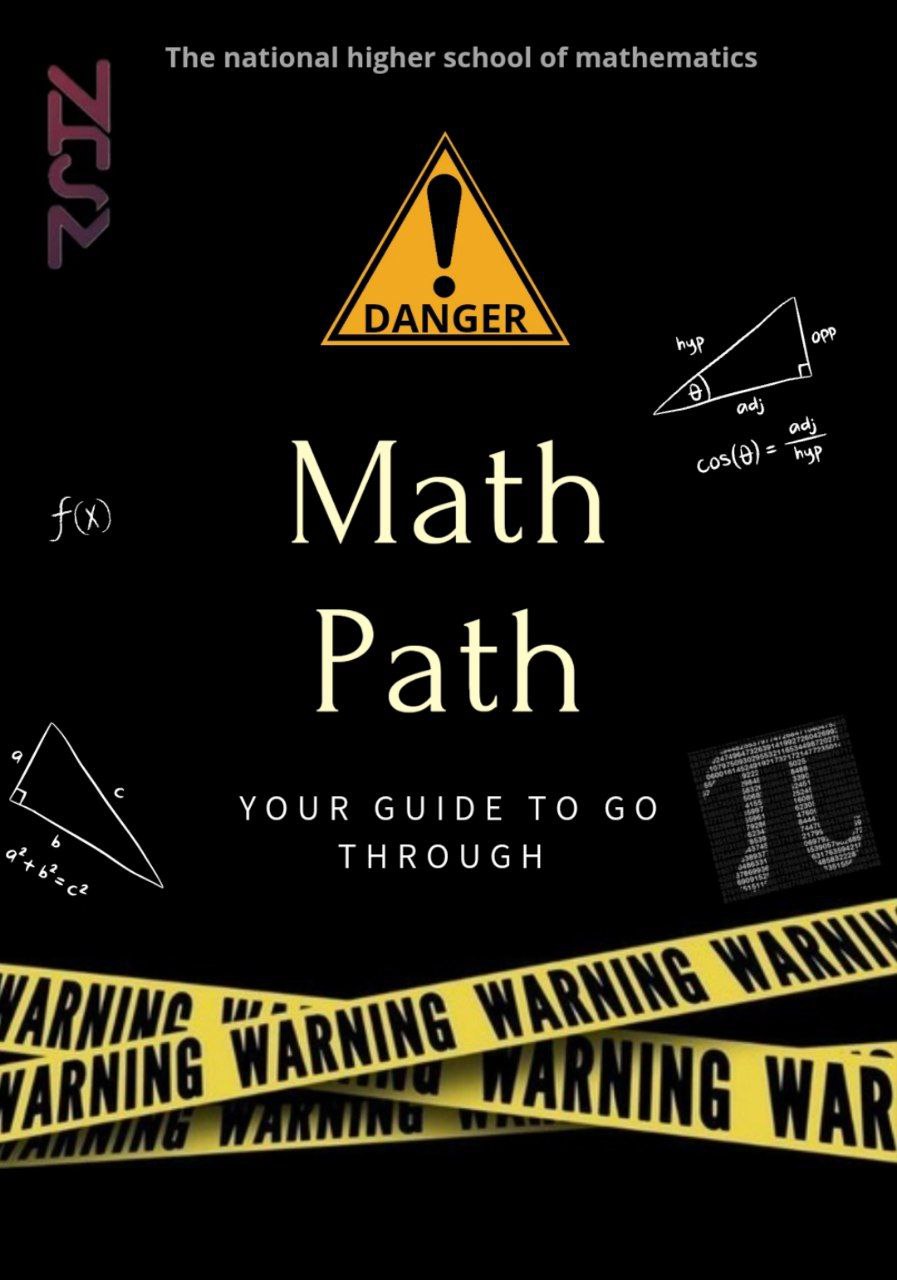 The national higher school of mathematics
DANGER
hyp
opp
θ
adj
cos(θ) = adj/hyp
Math
Path
f(x)
a
c
b
a² + b² = c²
YOUR GUIDE TO GO
THROUGH
π
WARNING WARNING WARNING WARNING
WARNING
WARNING
WARNING